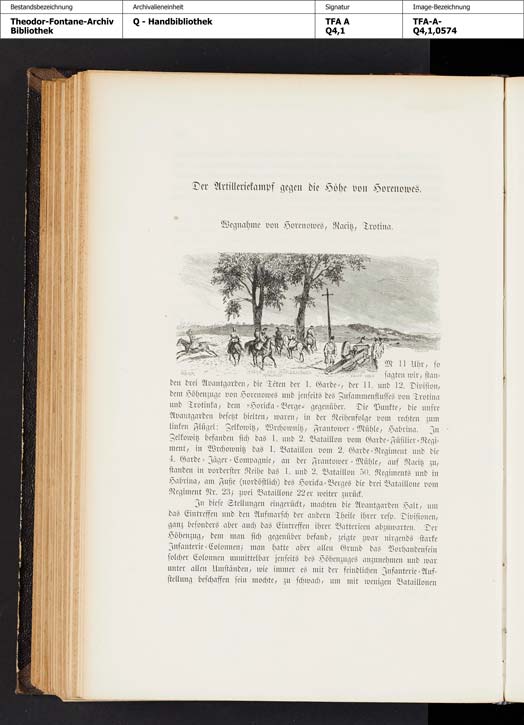 Bestandsbezeichnung Archivalieneinheit Signatur Image-Bezeichnung
Theodor-Fontane-Archiv Q - Handbibliothek TFA A TFA-A-
Bibliothek Q4,1 Q4,1,0574
Der Artilleriekampf gegen die Höhe von Horenowes.
Wegnahme von Horenowes, Racitz, Trotina.
M 11 Uhr, so
sagten wir, stan-
den drei Avantgarden, die Têten der 1. Garde-, der 11. und 12. Division,
dem Höhenzuge von Horenowes und jenseits des Zusammenflusses von Trotina
und Trotinka, dem »Horicka-Berge« gegenüber. Die Punkte, die unsre
Avantgarden besetzt hielten, waren, in der Reihenfolge vom rechten zum
linken Flügel: Zelkowitz, Wrchownitz, Frantower-Mühle, Habrina. In
Zelkowitz befanden sich das 1. und 2. Bataillon vom Garde-Füsilier-Regi-
ment, in Wrchownitz das 1. Bataillon vom 2. Garde-Regiment und die
4. Garde-Jäger-Compagnie, an der Frantower-Mühle, auf Racitz zu,
standen in vorderster Reihe das 1. und 2. Bataillon 50. Regiments und in
Habrina, am Fuße (nordöstlich) des Horicka-Berges die drei Bataillone vom
Regiment Nr. 23; zwei Bataillone 22er weiter zurück.
In diese Stellungen eingerückt, machten die Avantgarden Halt, um
das Eintreffen und den Aufmarsch der andern Theile ihrer resp. Divisionen,
ganz besonders aber auch das Eintreffen ihrer Batterieen abzuwarten. Der
Höhenzug, dem man sich gegenüber befand, zeigte zwar nirgends starke
Infanterie-Colonnen; man hatte aber allen Grund das Vorhandensein
solcher Colonnen unmittelbar jenseits des Höhenzuges anzunehmen und war
unter allen Umständen, wie immer es mit der feindlichen Infanterie-Auf-
stellung beschaffen sein mochte, zu schwach, um mit wenigen Bataillonen